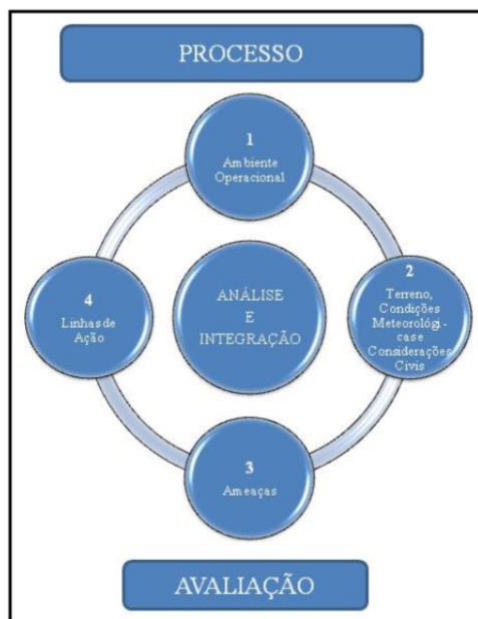 PROCESSO
1
Ambiente
Operacional
2
Terreno,
Condições
Meteorológi-
cas e
Considerações
Civis
ANÁLISE
E
INTEGRAÇÃO
4
Linhas de
Ação
3
Ameaças
AVALIAÇÃO